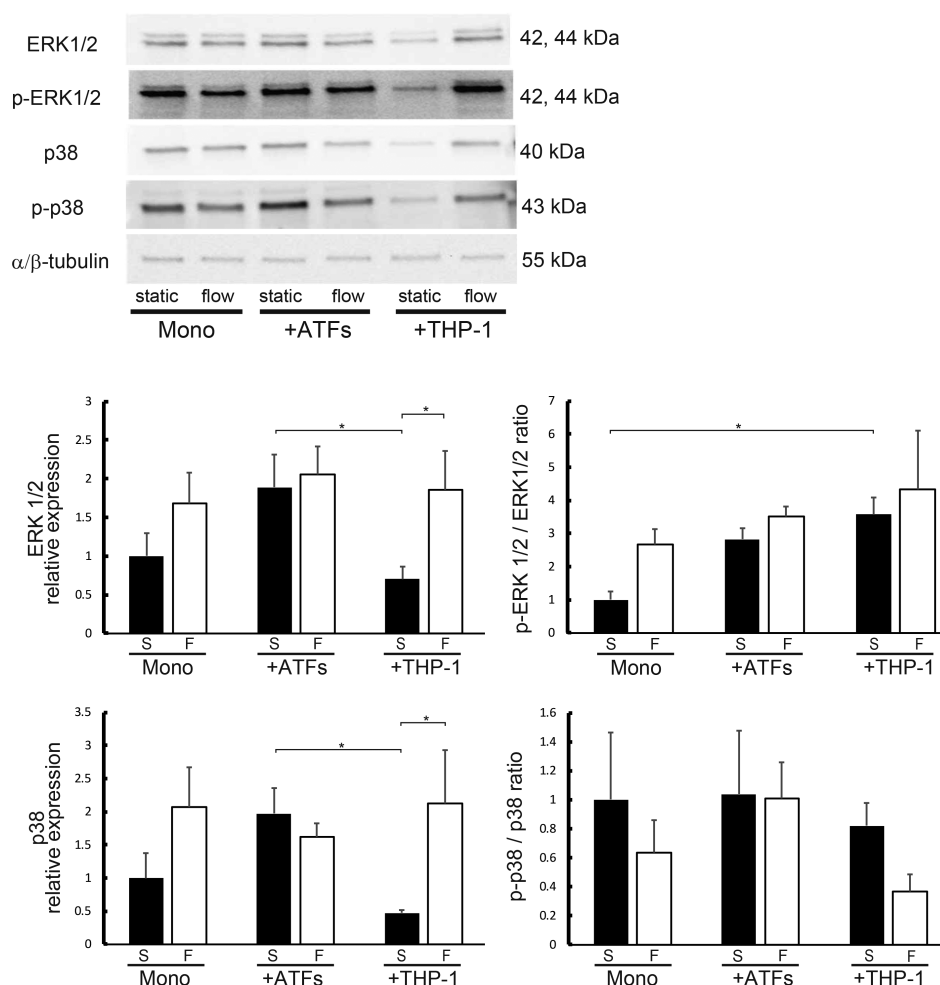 ERK1/2 42, 44 kDa
p-ERK1/2 42, 44 kDa
p38 40 kDa
p-p38 43 kDa
α/β-tubulin 55 kDa
static flow static flow static flow
Mono +ATFs +THP-1
ERK 1/2
relative expression
3
2.5
2
1.5
1
0.5
0
* *
S F S F S F
Mono +ATFs +THP-1
p-ERK 1/2 / ERK1/2 ratio
7
6
5
4
3
2
1
0
*
S F S F S F
Mono +ATFs +THP-1
p38
relative expression
3.5
3
2.5
2
1.5
1
0.5
0
* *
S F S F S F
Mono +ATFs +THP-1
p-p38 / p38 ratio
1.6
1.4
1.2
1
0.8
0.6
0.4
0.2
0
S F S F S F
Mono +ATFs +THP-1